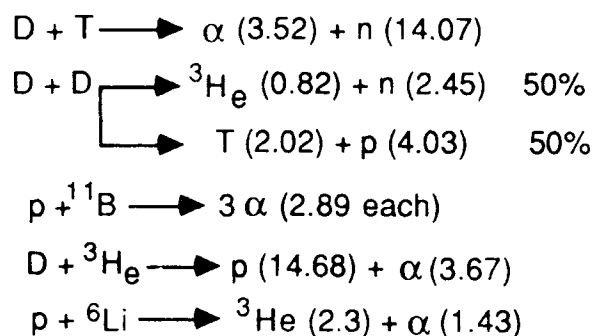 D + T → α (3.52) + n (14.07)
D + D → ³He (0.82) + n (2.45) 50%
→ T (2.02) + p (4.03) 50%
p + ¹¹B → 3 α (2.89 each)
D + ³He → p (14.68) + α (3.67)
p + ⁶Li → ³He (2.3) + α (1.43)